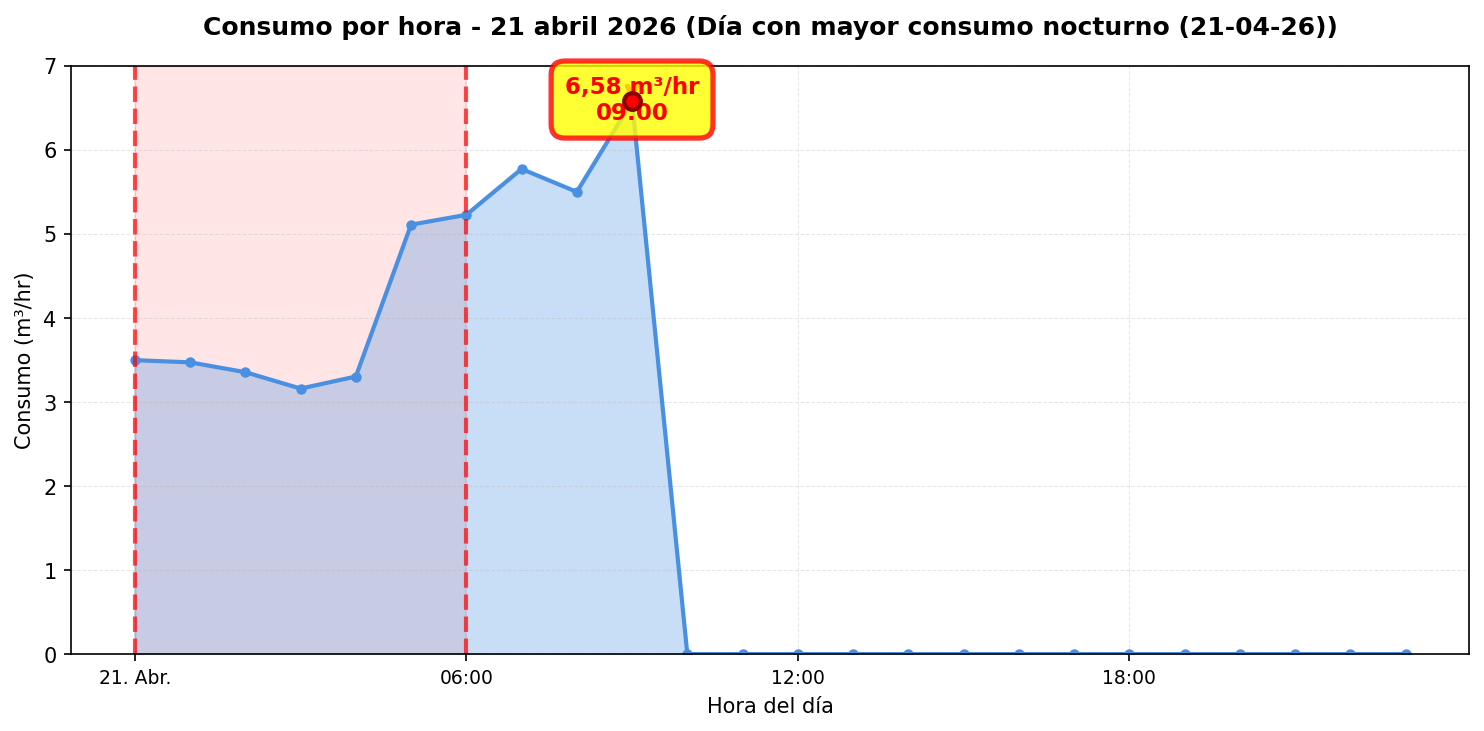 Consumo por hora - 21 abril 2026 (Día con mayor consumo nocturno (21-04-26))
6,58 m³/hr
09:00
Consumo (m³/hr)
7
6
5
4
3
2
1
0
21. Abr.
06:00
12:00
18:00
Hora del día